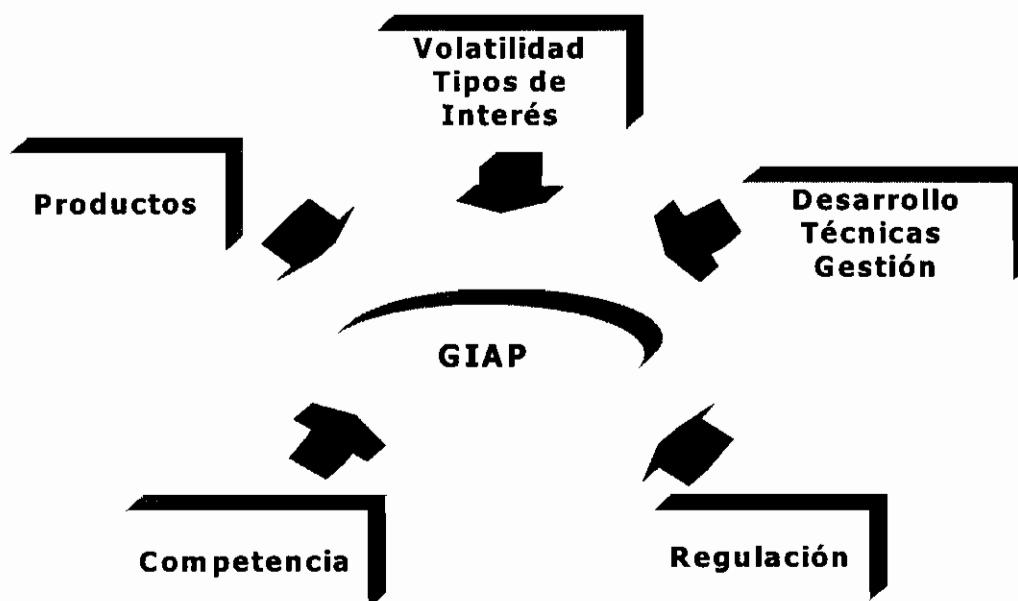 Volatilidad
Tipos de
Interés
Productos
Desarrollo
Técnicas
Gestión
GIAP
Competencia
Regulación